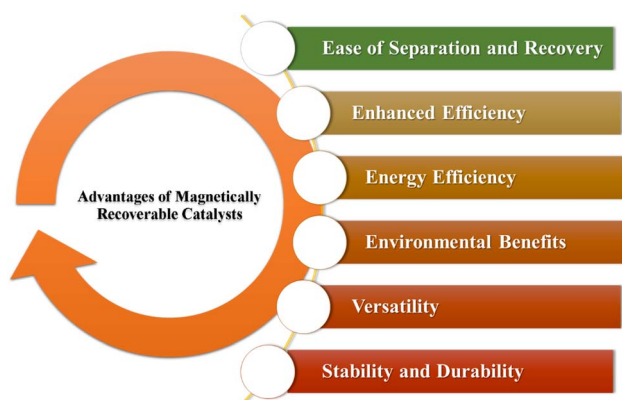 Advantages of Magnetically
Recoverable Catalysts
Ease of Separation and Recovery
Enhanced Efficiency
Energy Efficiency
Environmental Benefits
Versatility
Stability and Durability